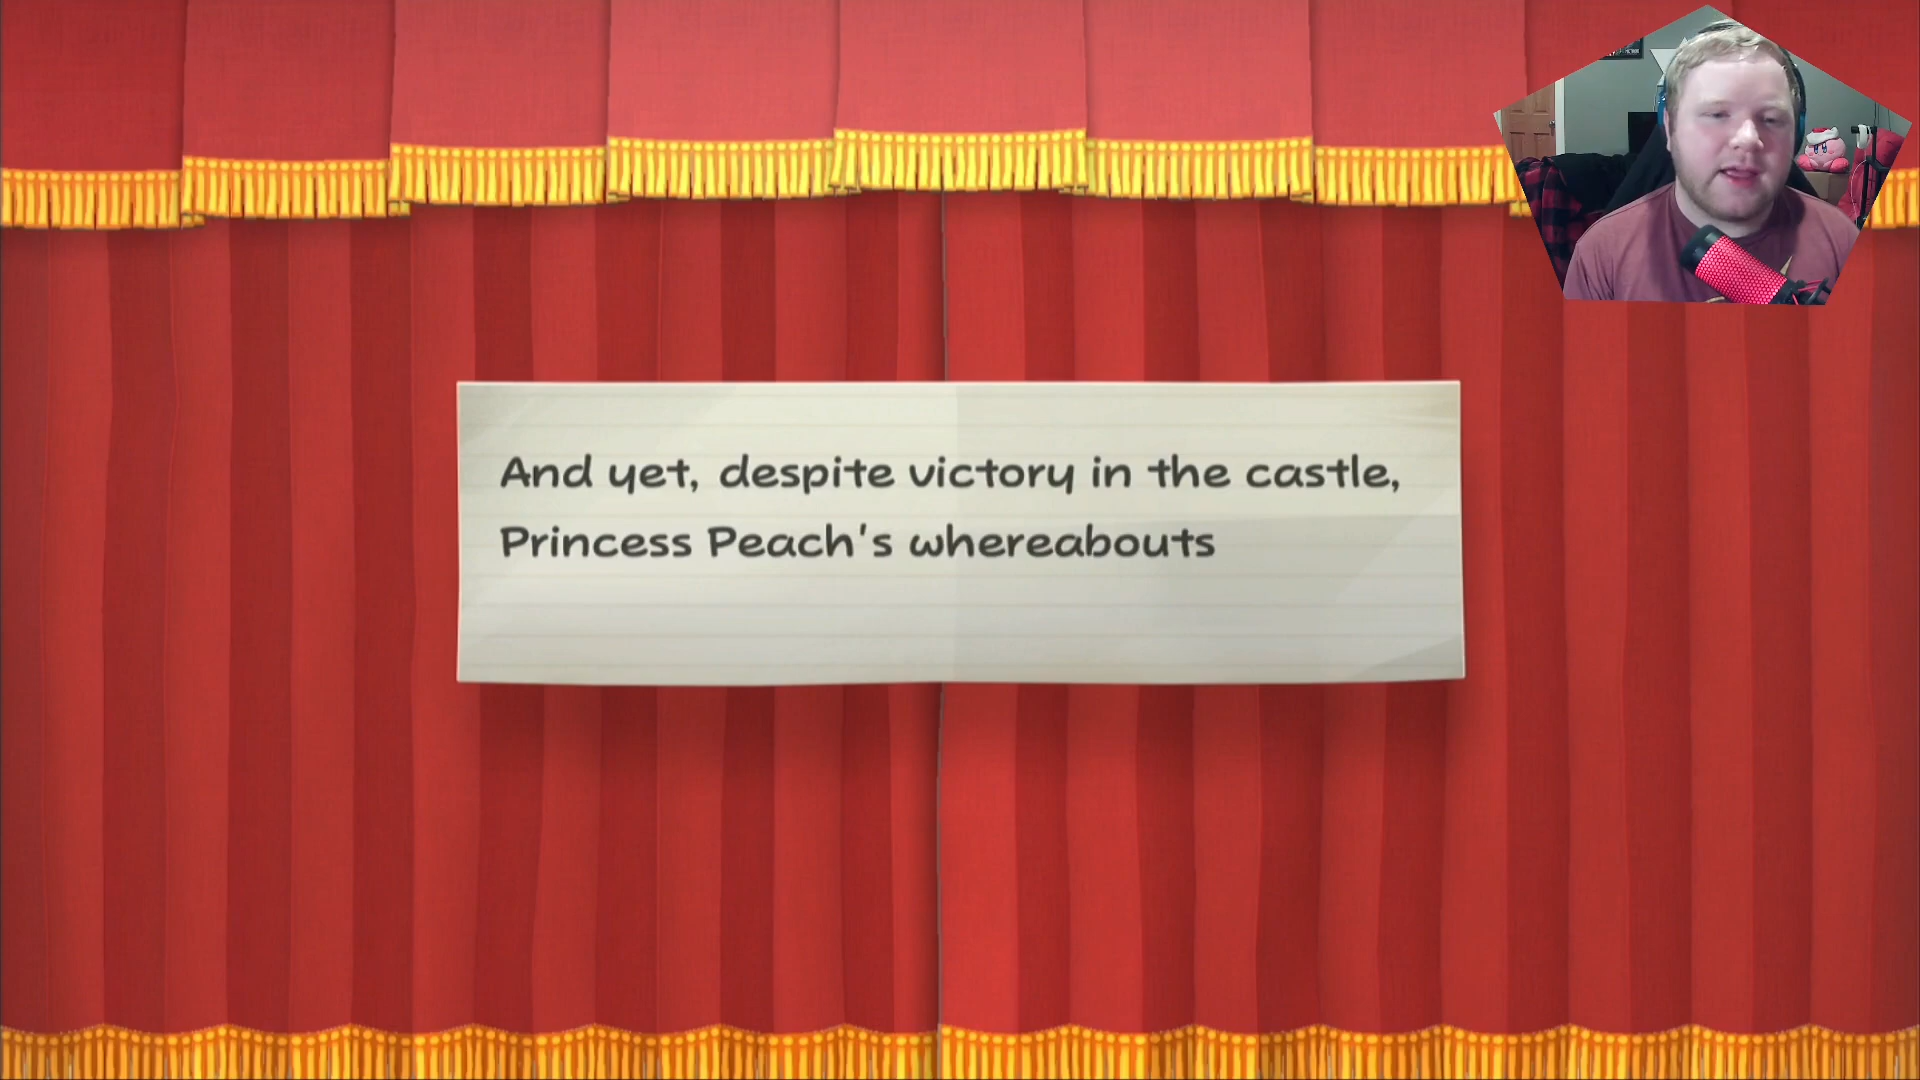 And yet, despite victory in the castle,
Princess Peach's whereabouts